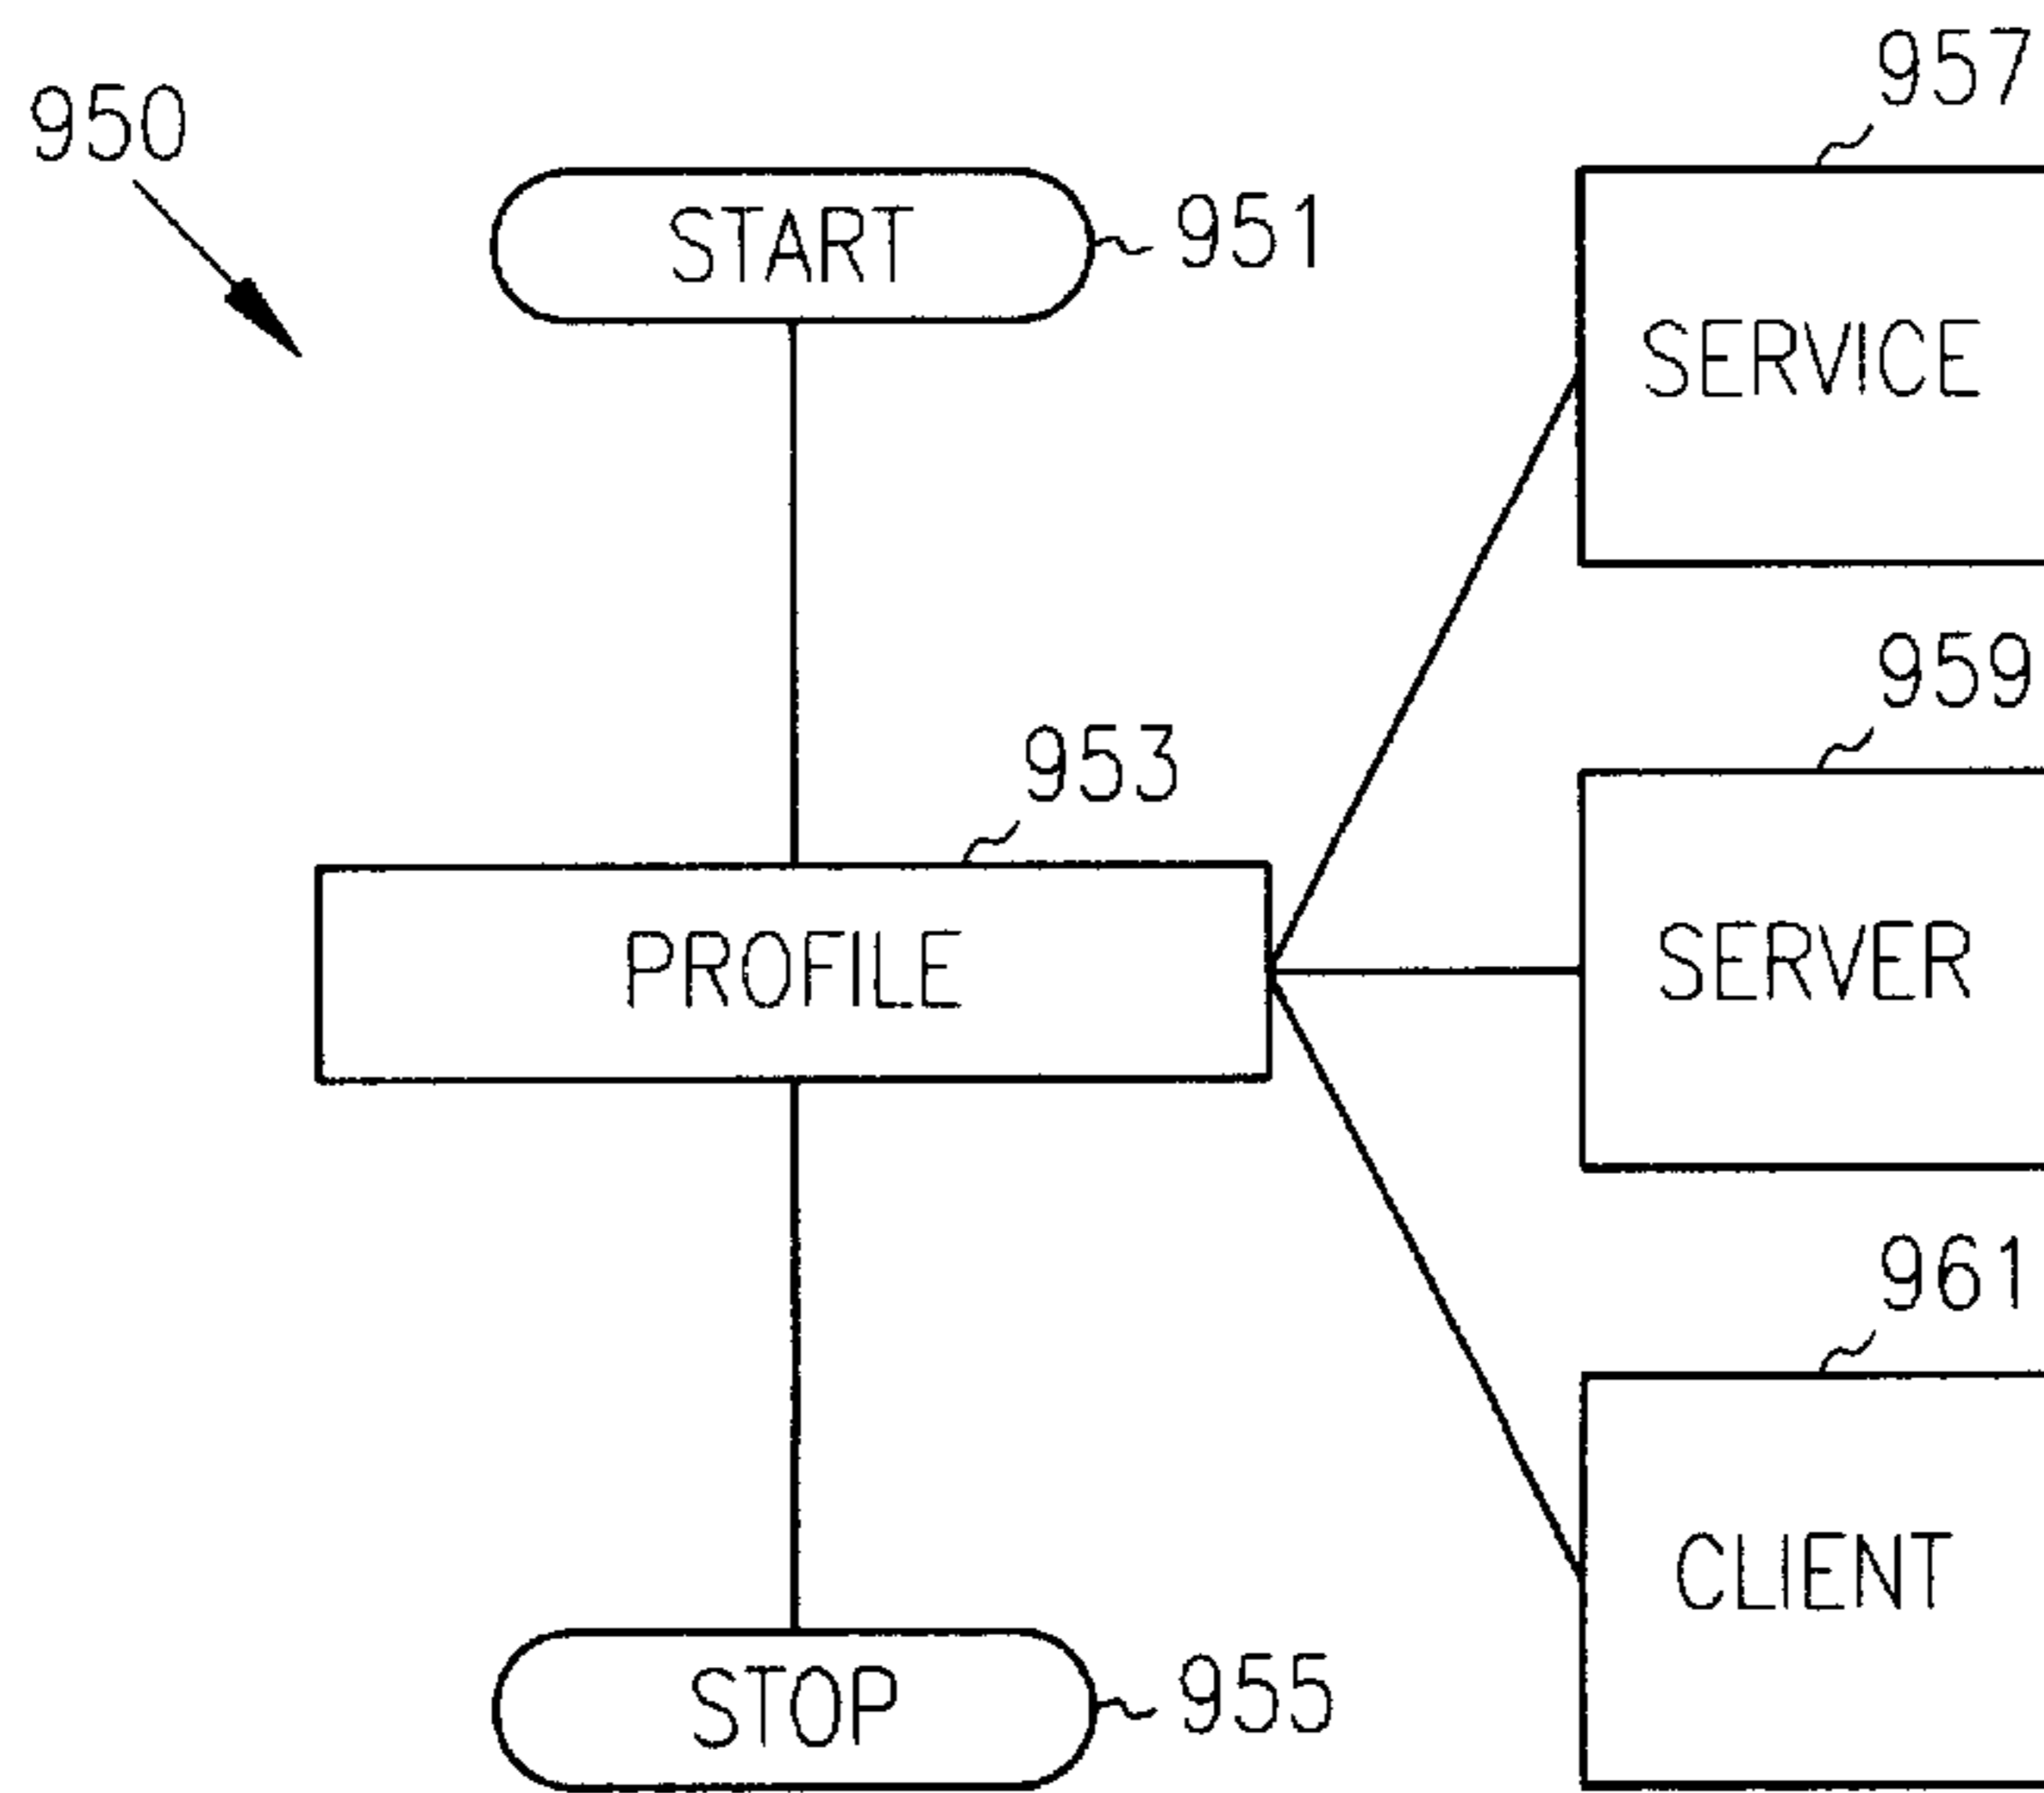 950
START
951
957
SERVICE
953
PROFILE
959
SERVER
961
CLIENT
STOP
955